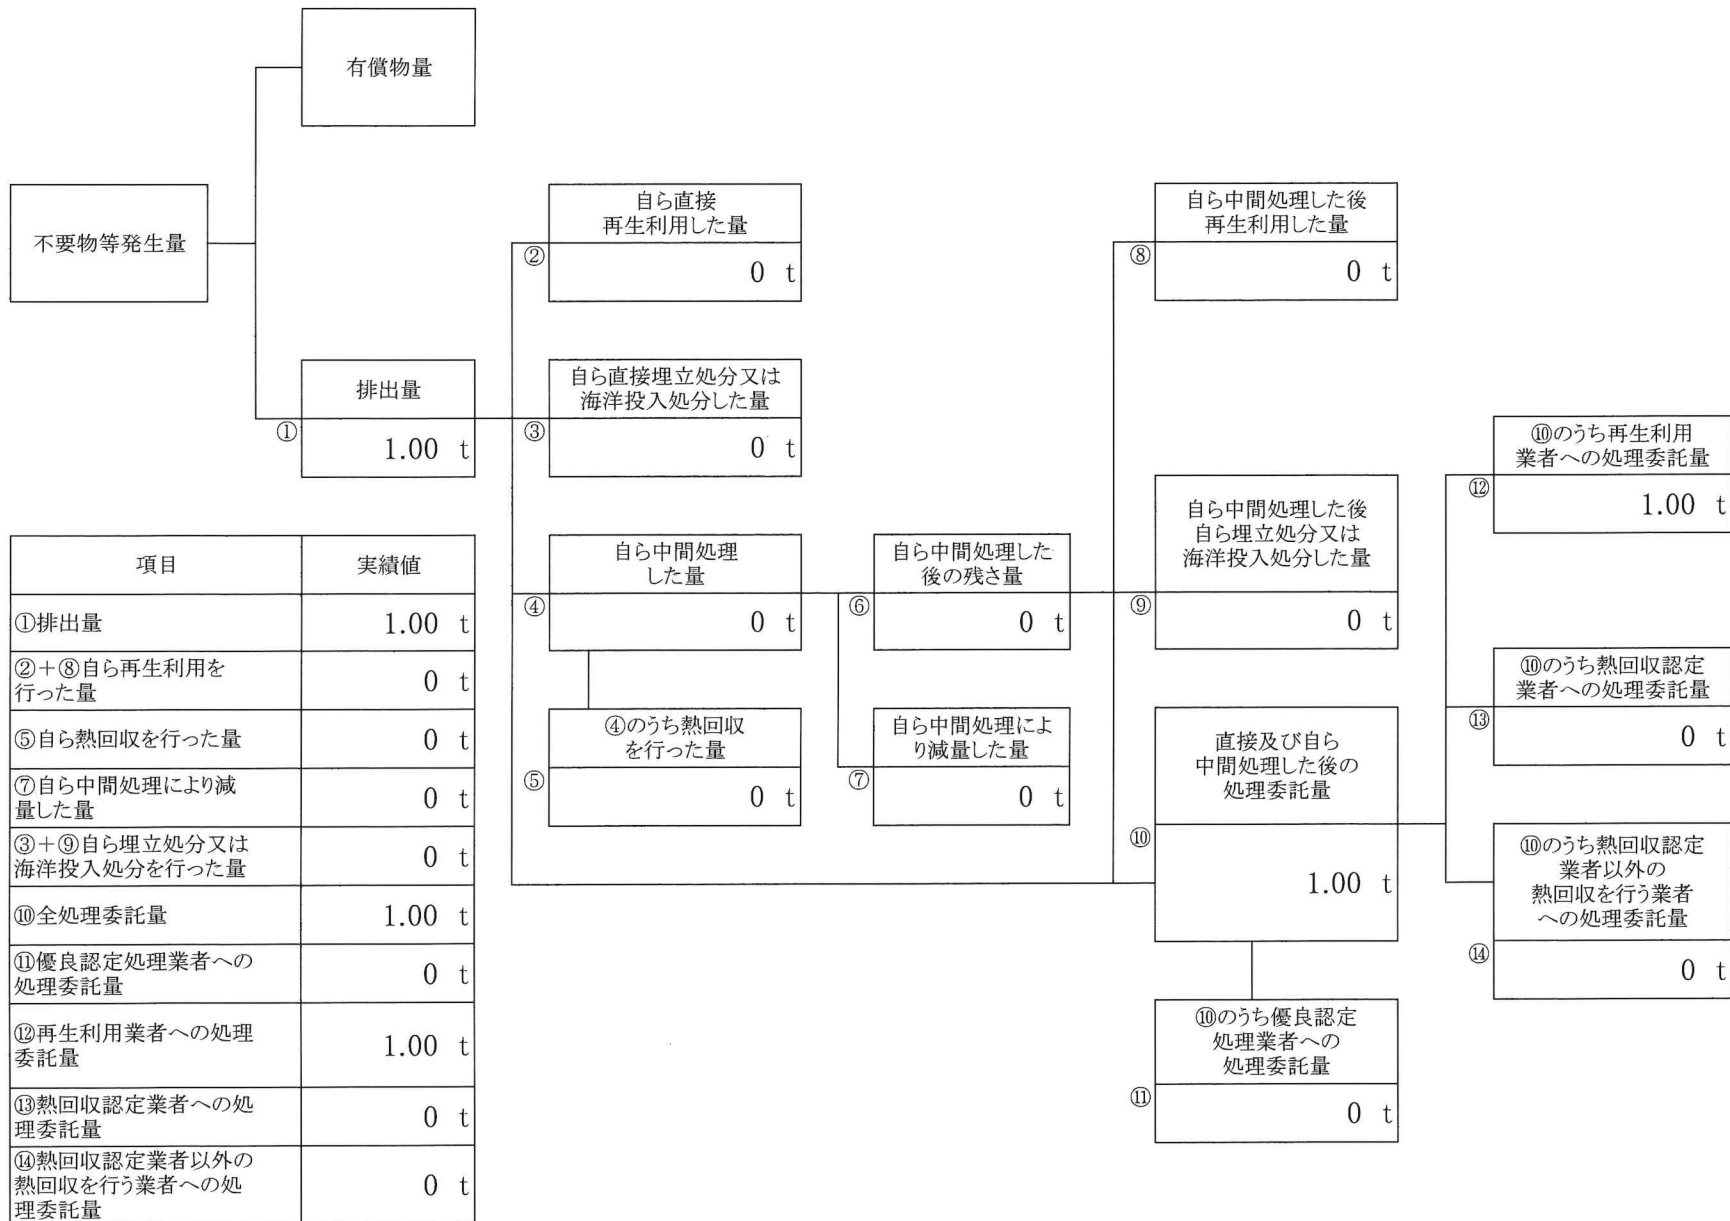 有償物量
不要物等発生量
排出量
①
1.00 t
自ら直接
再生利用した量
②
0 t
自ら直接埋立処分又は
海洋投入処分した量
③
0 t
自ら中間処理
した量
④
0 t
④のうち熱回収
を行った量
⑤
0 t
自ら中間処理した
後の残さ量
⑥
0 t
自ら中間処理によ
り減量した量
⑦
0 t
自ら中間処理した後
再生利用した量
⑧
0 t
自ら中間処理した後
自ら埋立処分又は
海洋投入処分した量
⑨
0 t
直接及び自ら
中間処理した後の
処理委託量
⑩
1.00 t
⑩のうち優良認定
処理業者への
処理委託量
⑪
0 t
⑩のうち再生利用
業者への処理委託量
⑫
1.00 t
⑩のうち熱回収認定
業者への処理委託量
⑬
0 t
⑩のうち熱回収認定
業者以外の
熱回収を行う業者
への処理委託量
⑭
0 t
項目 実績値
①排出量 1.00 t
②+⑧自ら再生利用を
行った量 0 t
⑤自ら熱回収を行った量 0 t
⑦自ら中間処理により減
量した量 0 t
③+⑨自ら埋立処分又は
海洋投入処分を行った量 0 t
⑩全処理委託量 1.00 t
⑪優良認定処理業者への
処理委託量 0 t
⑫再生利用業者への処理
委託量 1.00 t
⑬熱回収認定業者への処
理委託量 0 t
⑭熱回収認定業者以外の
熱回収を行う業者への処
理委託量 0 t